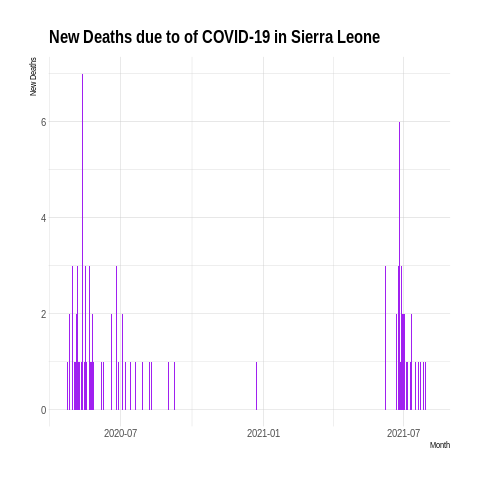 New Deaths due to of COVID-19 in Sierra Leone
New Deaths
6
4
2
0
2020-07
2021-01
2021-07
Month